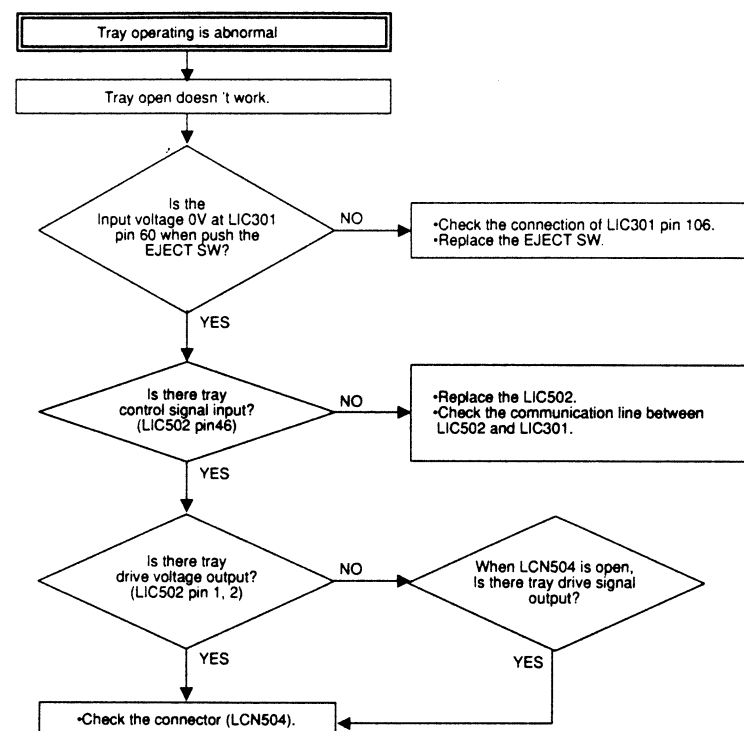 Tray operating is abnormal
Tray open doesn't work.
Is the
Input voltage 0V at LIC301
pin 60 when push the
EJECT SW?
NO
•Check the connection of LIC301 pin 106.
•Replace the EJECT SW.
YES
Is there tray
control signal input?
(LIC502 pin46)
NO
•Replace the LIC502.
•Check the communication line between
LIC502 and LIC301.
YES
Is there tray
drive voltage output?
(LIC502 pin 1, 2)
NO
When LCN504 is open,
Is there tray drive signal
output?
YES
YES
•Check the connector (LCN504).